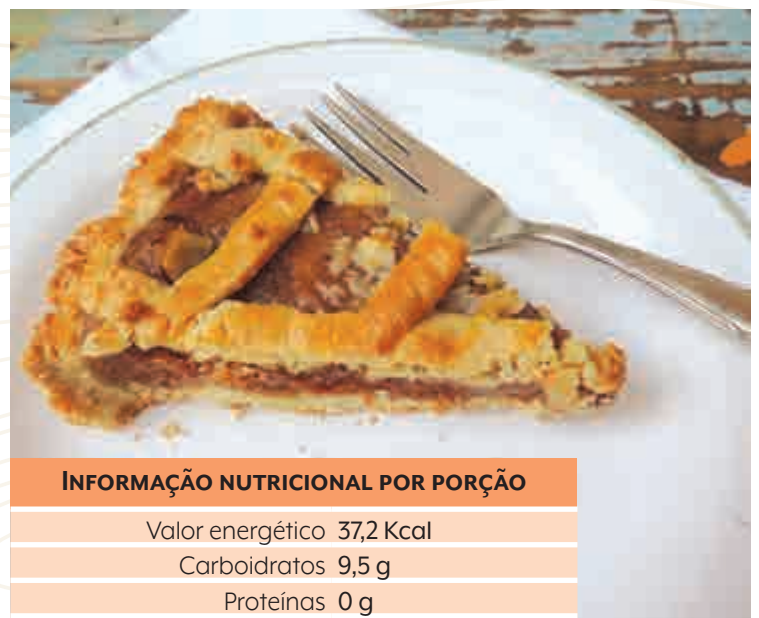 INFORMAÇÃO NUTRICIONAL POR PORÇÃO
Valor energético 37,2 Kcal
Carboidratos 9,5 g
Proteínas 0 g